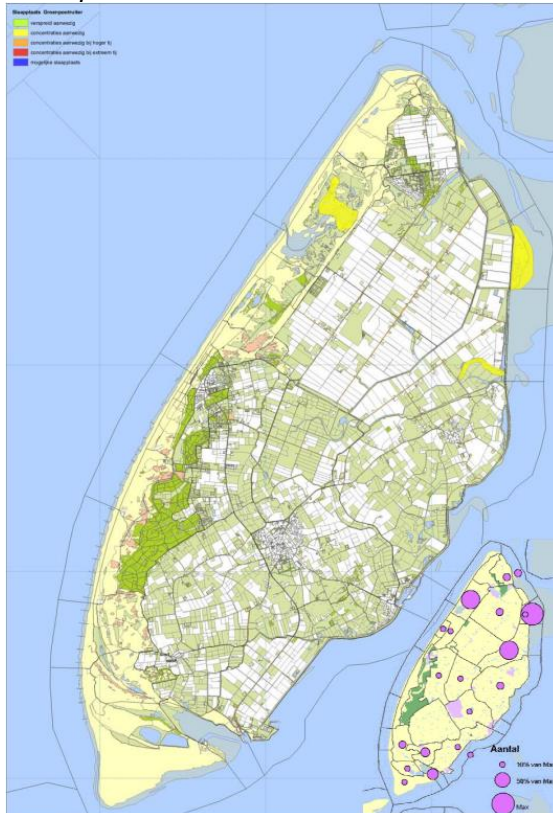 Slaapplaats Groenpootruiter
verspreid aanwezig
concentraties aanwezig
concentraties aanwezig bij hoger tij
concentraties aanwezig bij extreem tij
mogelijke slaapplaats
Aantal
10% van Max
50% van Max
Max